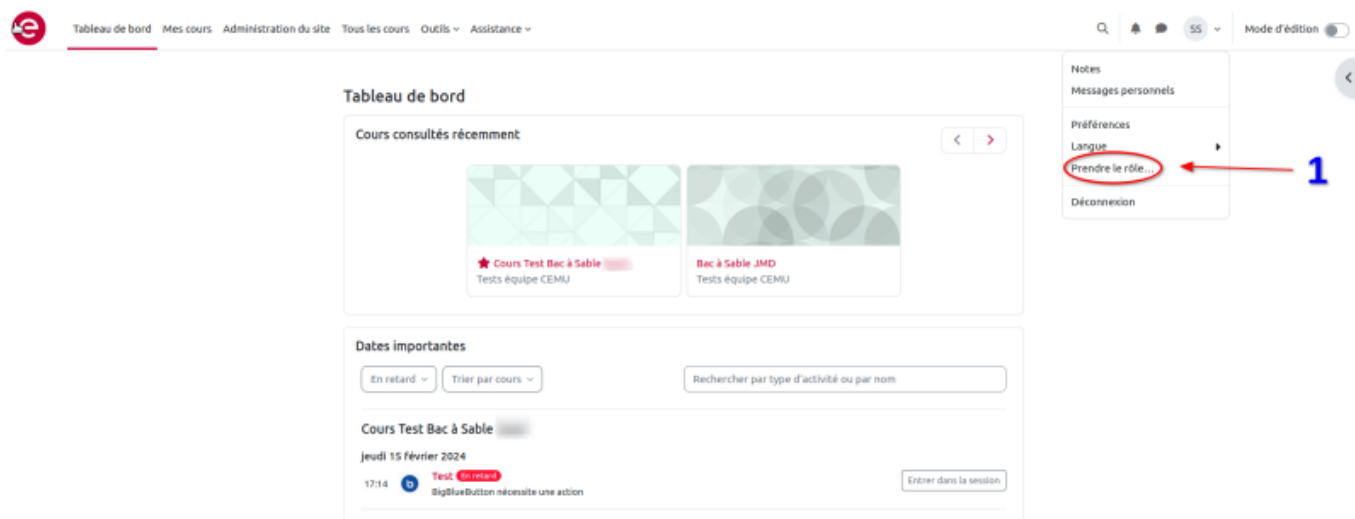 e
Tableau de bord Mes cours Administration du site Tous les cours Outils Assistance SS Mode d'édition
Notes
Messages personnels
Préférences
Langue
Prendre le rôle...
1
Déconnexion
Tableau de bord
Cours consultés récemment
Cours Test Bac à Sable
Tests équipe CEMU
Bac à Sable JMD
Tests équipe CEMU
Dates importantes
En retard Trier par cours Rechercher par type d'activité ou par nom
Cours Test Bac à Sable
jeudi 15 février 2024
17:14 b Test En retard Entrer dans la session
BigBlueButton nécessite une action